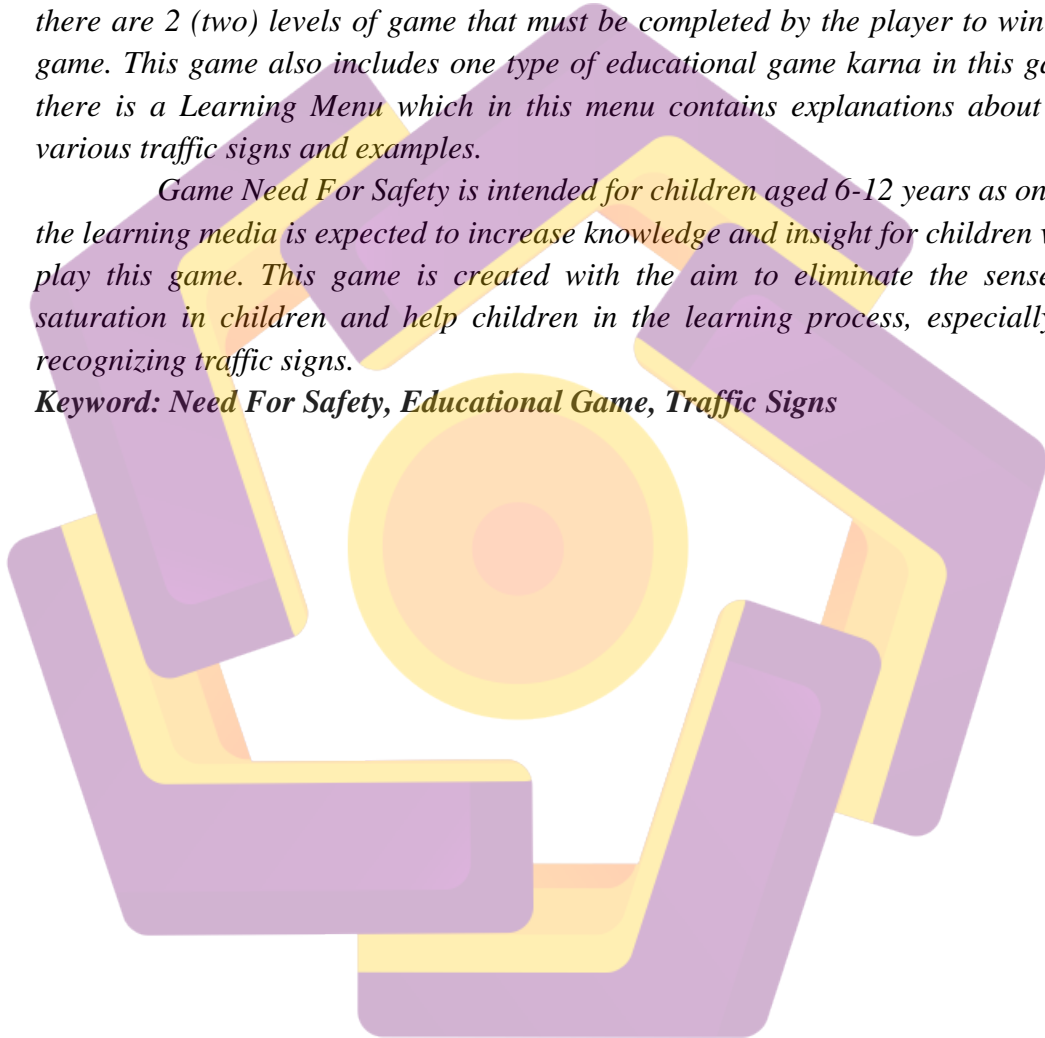 there are 2 (two) levels of game that must be completed by the player to win
game. This game also includes one type of educational game karna in this ga
there is a Learning Menu which in this menu contains explanations about
various traffic signs and examples.
Game Need For Safety is intended for children aged 6-12 years as on
the learning media is expected to increase knowledge and insight for children
play this game. This game is created with the aim to eliminate the sense
saturation in children and help children in the learning process, especially
recognizing traffic signs.
Keyword: Need For Safety, Educational Game, Traffic Signs